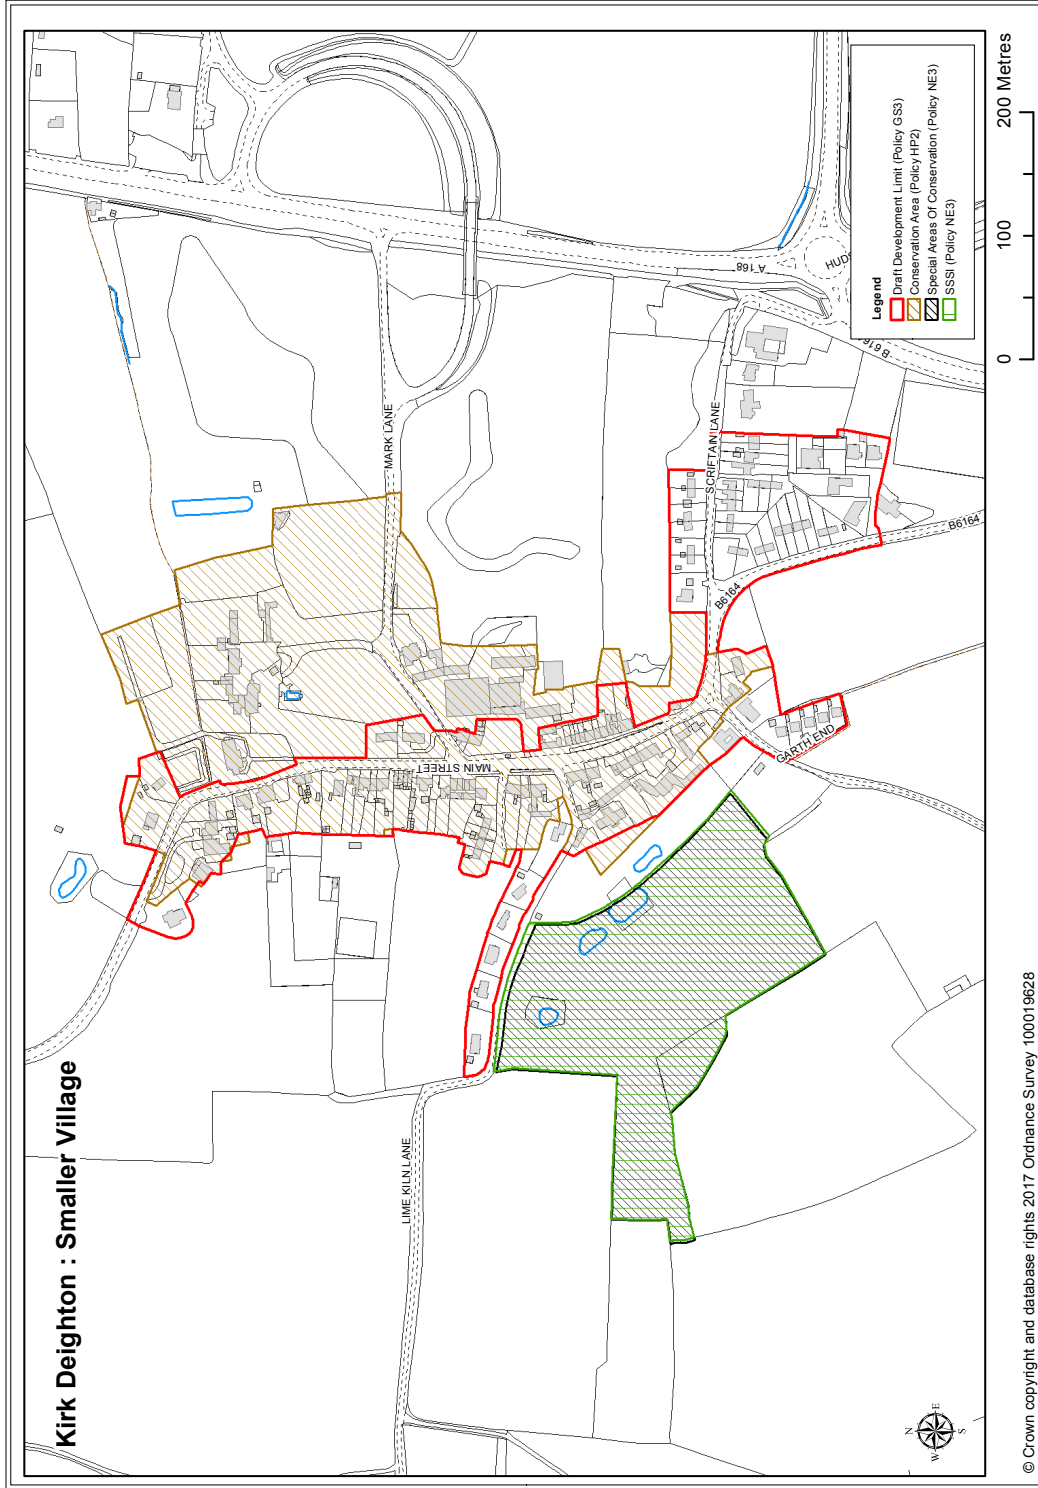 Kirk Deighton : Smaller Village
MARK LANE
MAIN STREET
LIME KILN LANE
SCRIFTAIN LANE
GARTH END
B6164
B6164
A 168
B 616
Legend
Draft Development Limit (Policy GS3)
Conservation Area (Policy HP2)
Special Areas Of Conservation (Policy NE3)
SSSI (Policy NE3)
N
W
E
S
0
100
200 Metres
© Crown copyright and database rights 2017 Ordnance Survey 100019628